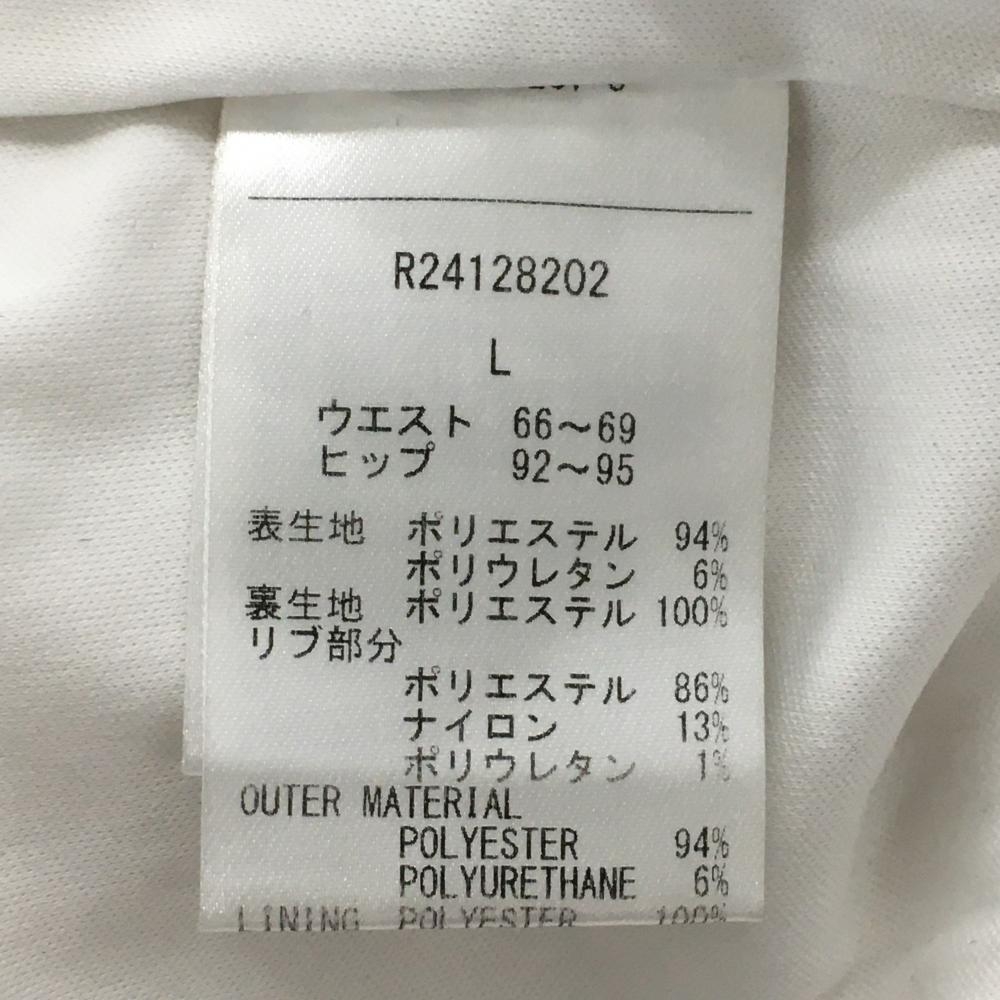 R24128202
L
ウエスト 66〜69
ヒップ 92〜95
表生地 ポリエステル 94%
ポリウレタン 6%
裏生地 ポリエステル 100%
リブ部分
ポリエステル 86%
ナイロン 13%
ポリウレタン 1%
OUTER MATERIAL
POLYESTER 94%
POLYURETHANE 6%
LINING POLYESTER 100%